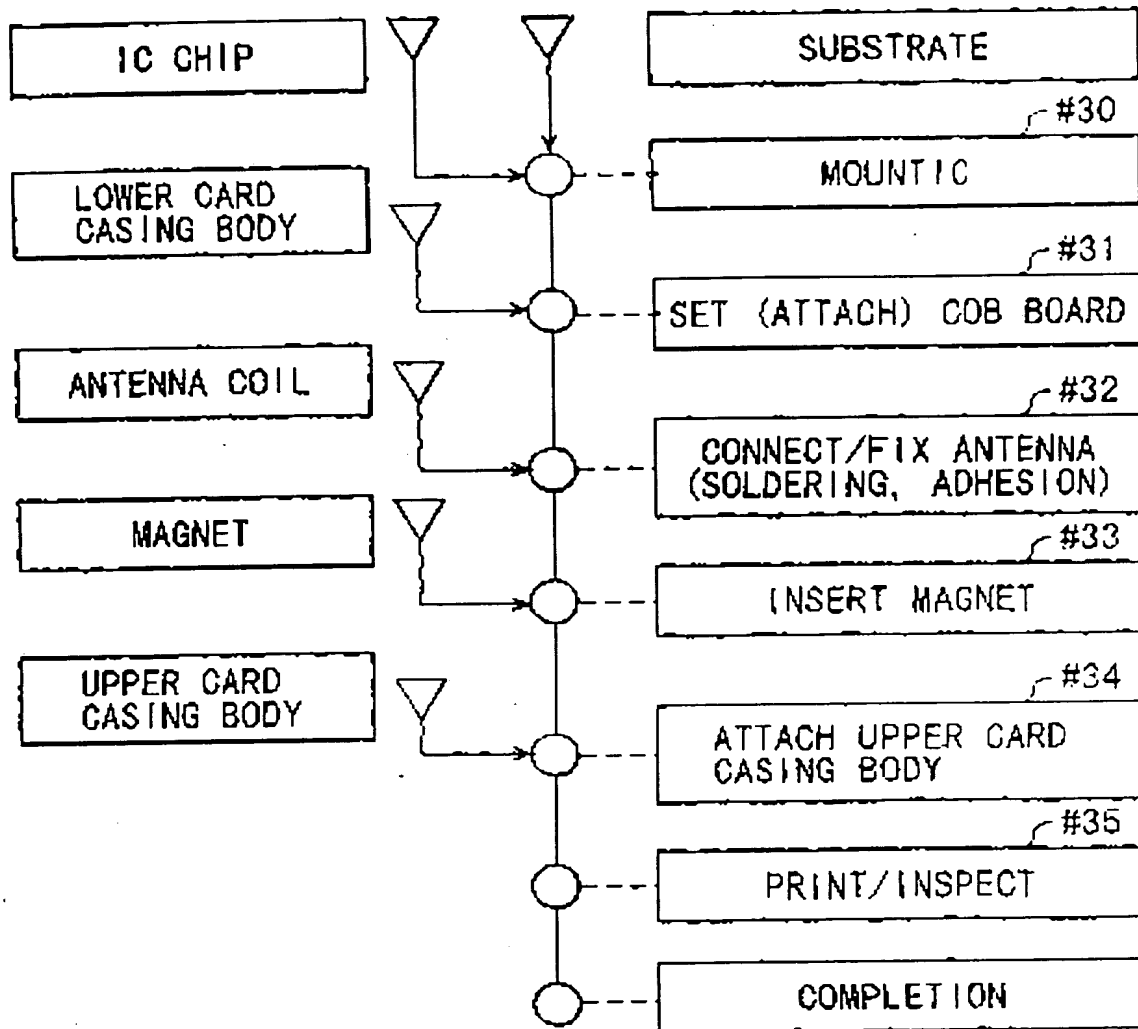 IC CHIP
SUBSTRATE
#30
MOUNTIC
LOWER CARD
CASING BODY
#31
SET (ATTACH) COB BOARD
ANTENNA COIL
#32
CONNECT/FIX ANTENNA
(SOLDERING, ADHESION)
MAGNET
#33
INSERT MAGNET
UPPER CARD
CASING BODY
#34
ATTACH UPPER CARD
CASING BODY
#35
PRINT/INSPECT
COMPLETION